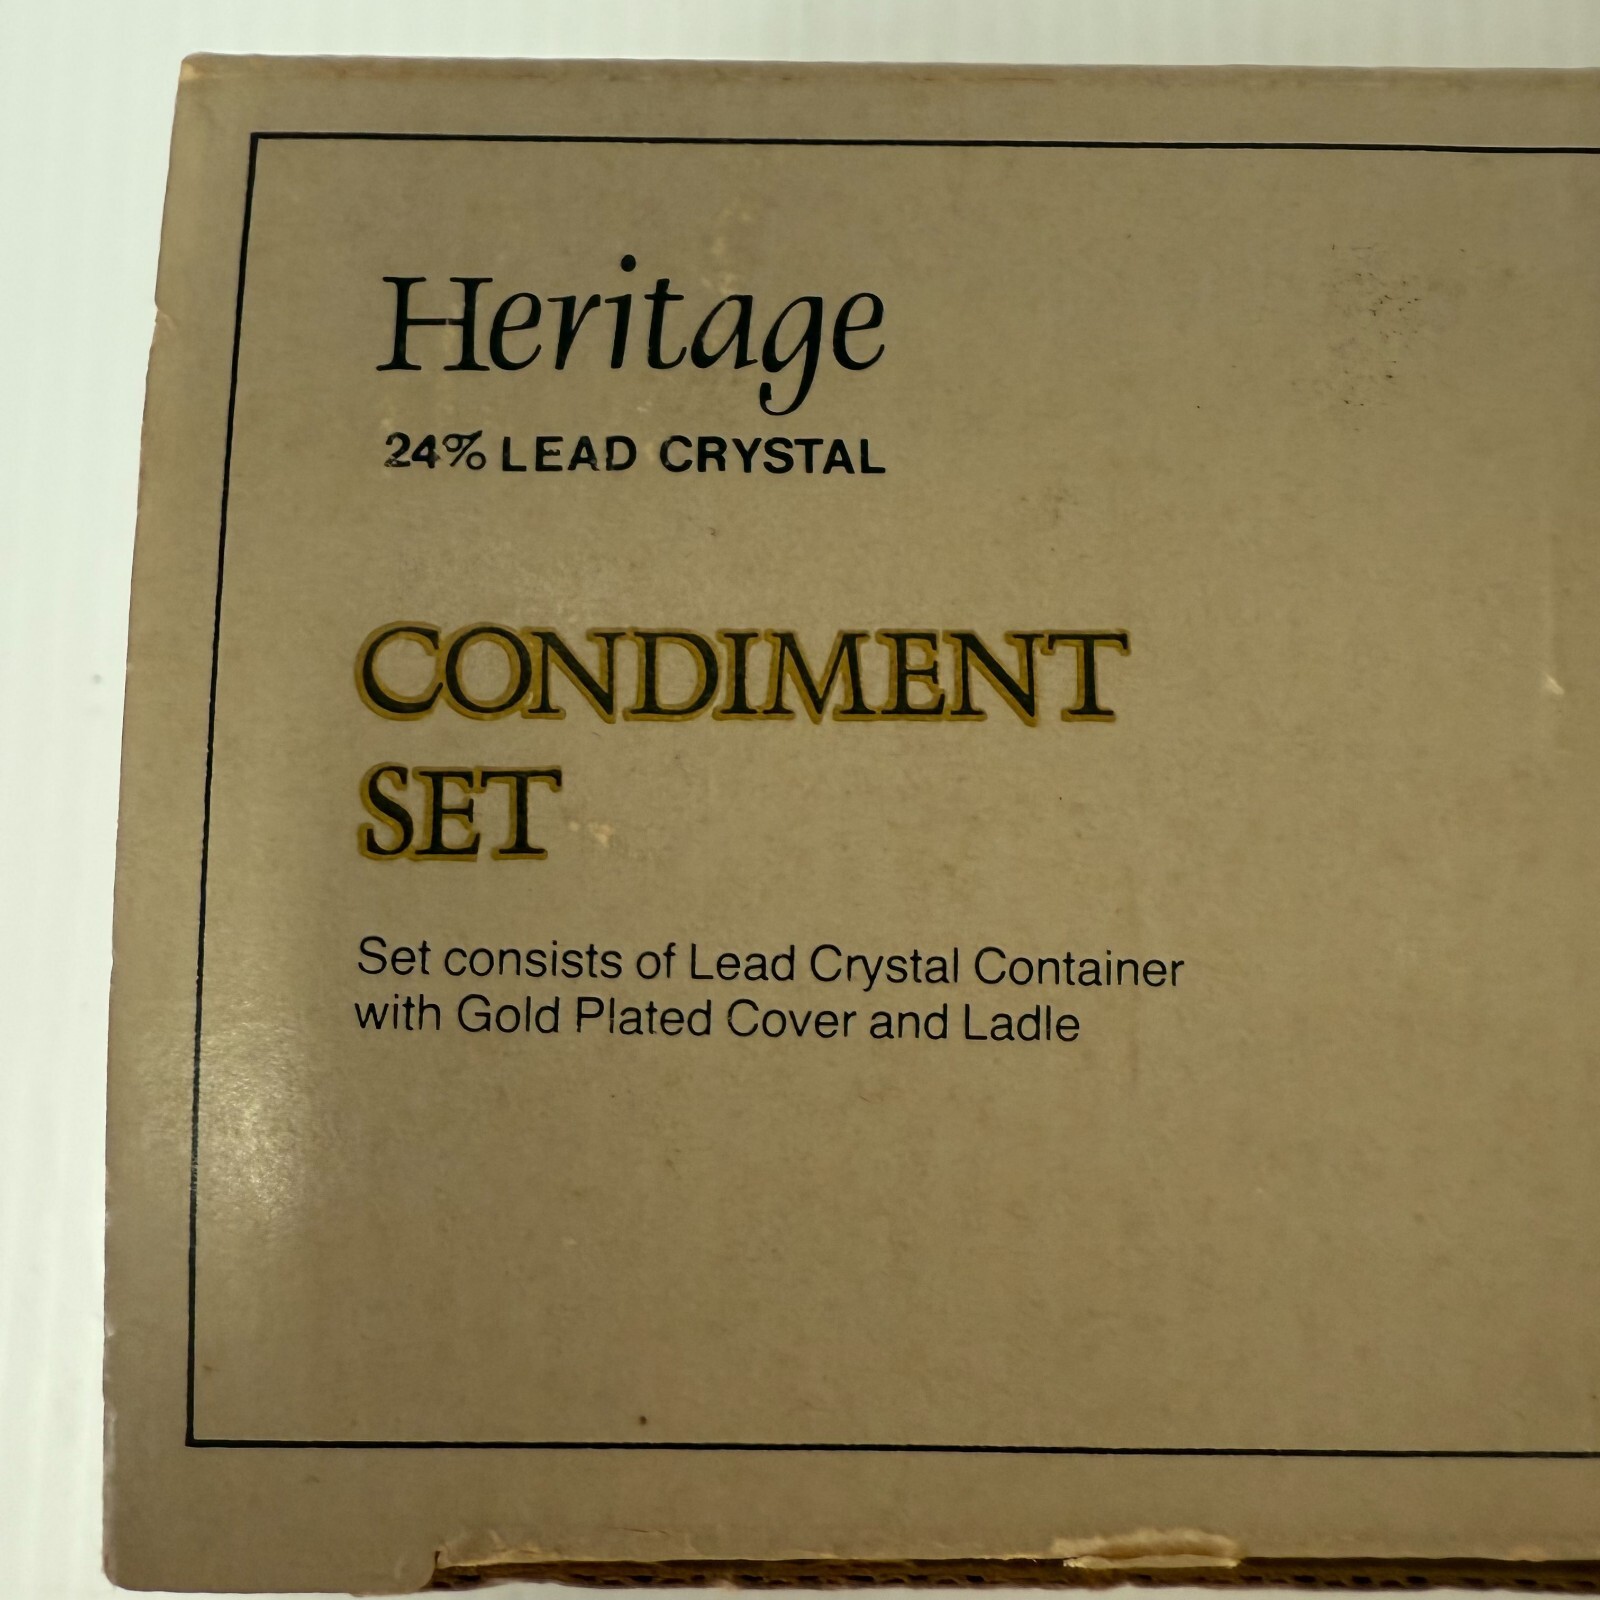 Heritage
24% LEAD CRYSTAL
CONDIMENT
SET
Set consists of Lead Crystal Container
with Gold Plated Cover and Ladle